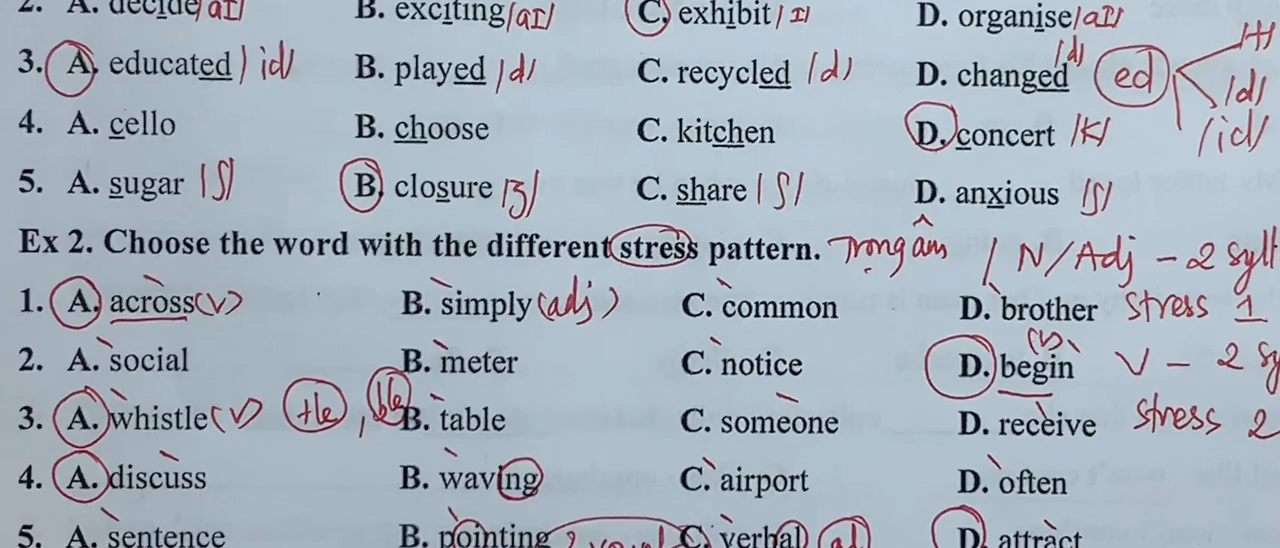 2. A. decide /aɪ/ B. exciting /aɪ/ C. exhibit /ɪ/ D. organise /aɪ/
3. A. educated /id/ B. played /d/ C. recycled /d/ D. changed /d/ ed /t/ /d/ /id/
4. A. cello B. choose C. kitchen D. concert /k/
5. A. sugar /ʃ/ B. closure /ʒ/ C. share /ʃ/ D. anxious /ʃ/
Ex 2. Choose the word with the different stress pattern. Trọng âm N/Adj - 2 syll
1. A. across (v) B. simply (adj) C. common D. brother stress 1
2. A. social B. meter C. notice D. begin (v) V - 2 sy
3. A. whistle (v) tle, ble B. table C. someone D. receive stress 2
4. A. discuss B. waving C. airport D. often
5. A. sentence B. pointing C. verbal al D. attract